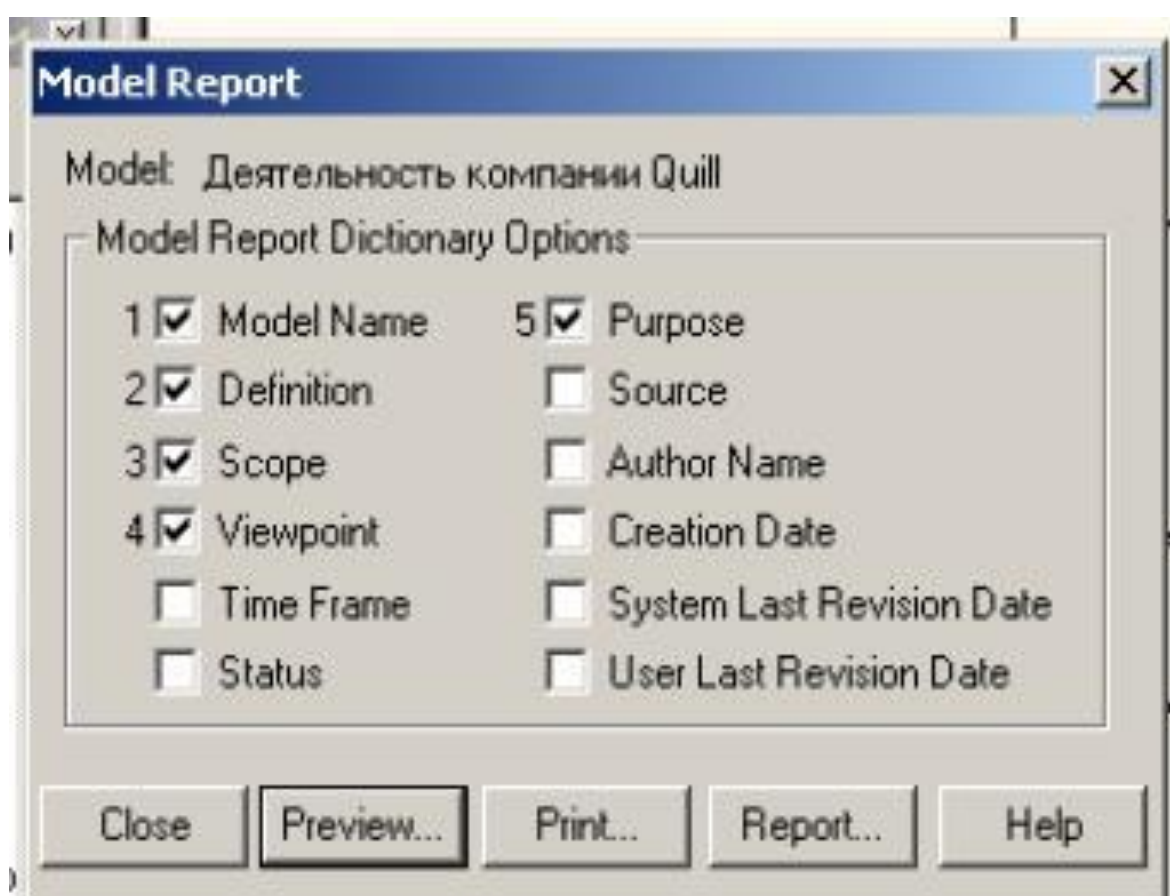 Model Report
Model: Деятельность компании Quill
Model Report Dictionary Options
1 Model Name
2 Definition
3 Scope
4 Viewpoint
Time Frame
Status
5 Purpose
Source
Author Name
Creation Date
System Last Revision Date
User Last Revision Date
Close Preview... Print... Report... Help